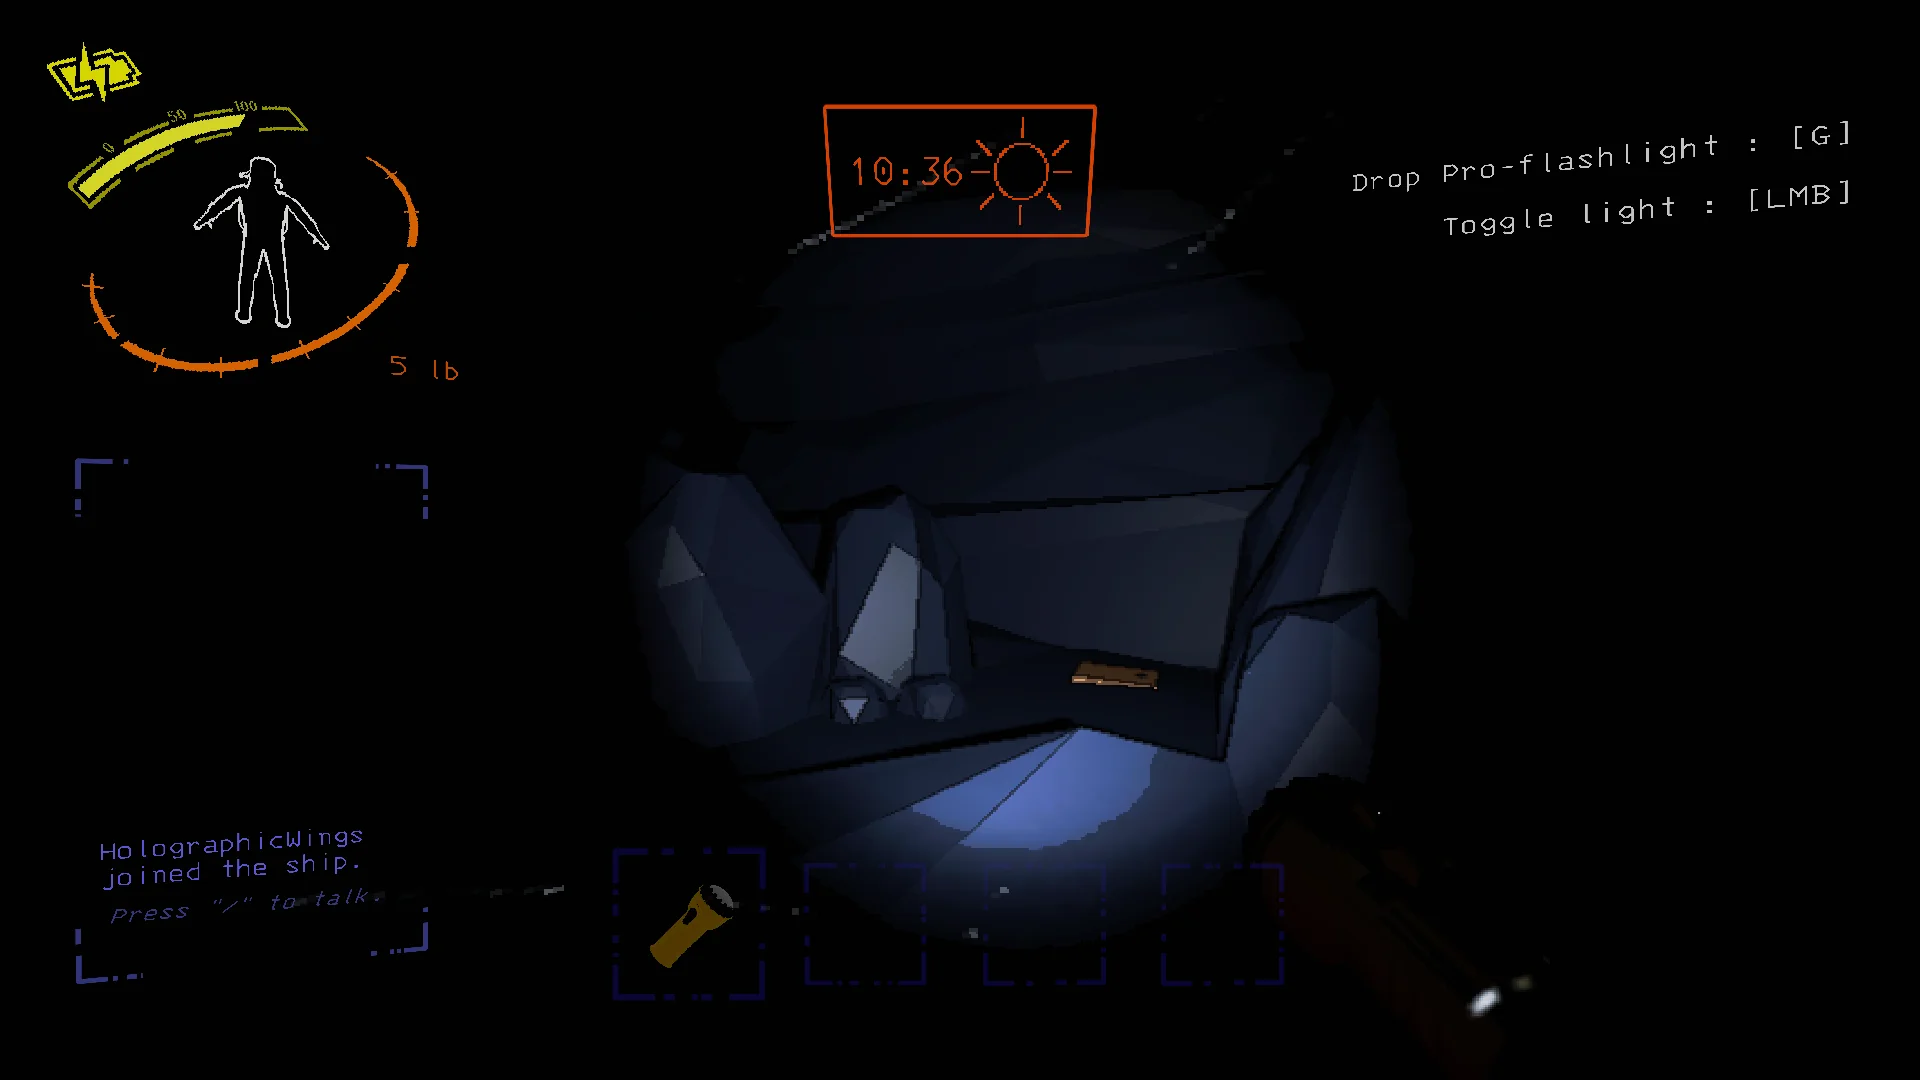 0
50
100
10:36
Drop Pro-flashlight : [G]
Toggle light : [LMB]
5 lb
HolographicWings
joined the ship.
Press "/" to talk.